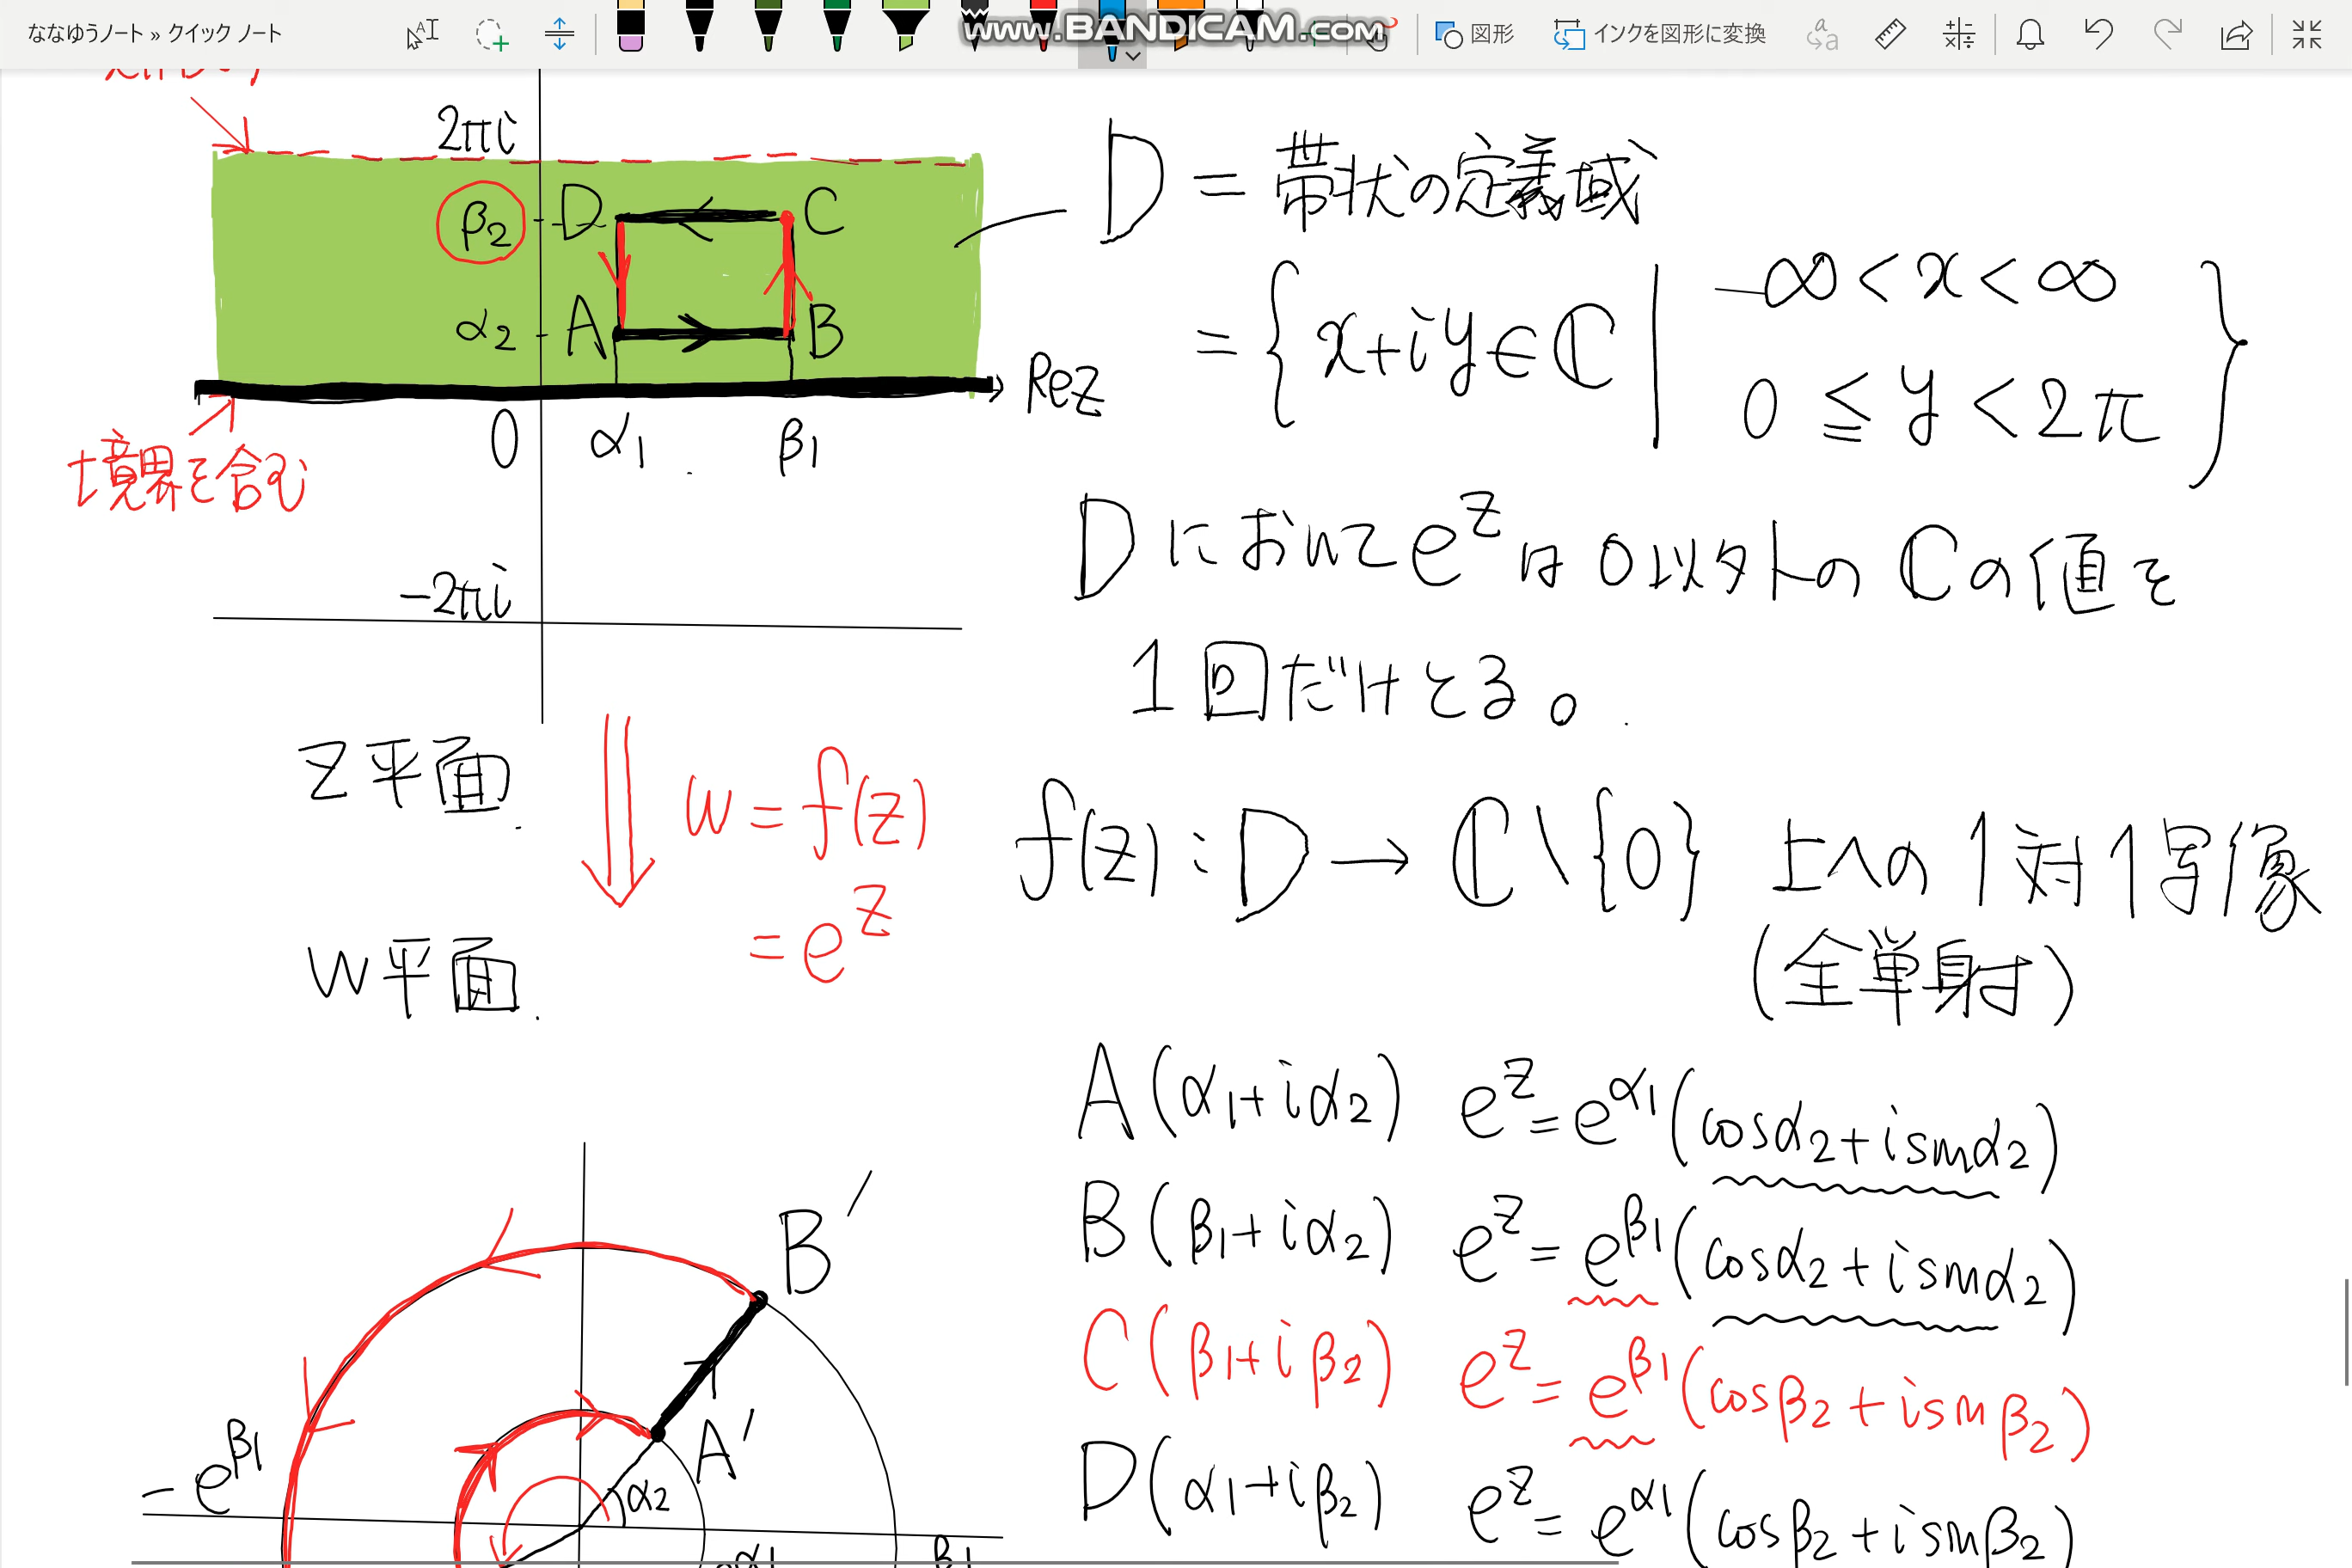 ななゆうノート » クイック ノート
www.BANDICAM.com
図形
インクを図形に変換
2πi
β2 D C
α2 A B
Rez
0 α1 β1
境界を含む
-2πi
D = 帯状の定義域
= { x+iy∈ℂ | -∞ < x < ∞
0 ≦ y < 2π }
Dにおいて e^z は 0以外の ℂの値を
1回だけとる。
z平面
w = f(z)
= e^z
w平面
f(z) : D → ℂ \ {0} 上への1対1写像
(全単射)
A(α1+iα2) e^z = e^α1 (cosα2+isinα2)
B(β1+iα2) e^z = e^β1 (cosα2+isinα2)
C(β1+iβ2) e^z = e^β1 (cosβ2+isinβ2)
D(α1+iβ2) e^z = e^α1 (cosβ2+isinβ2)
B′
A′
-e^β1
α2